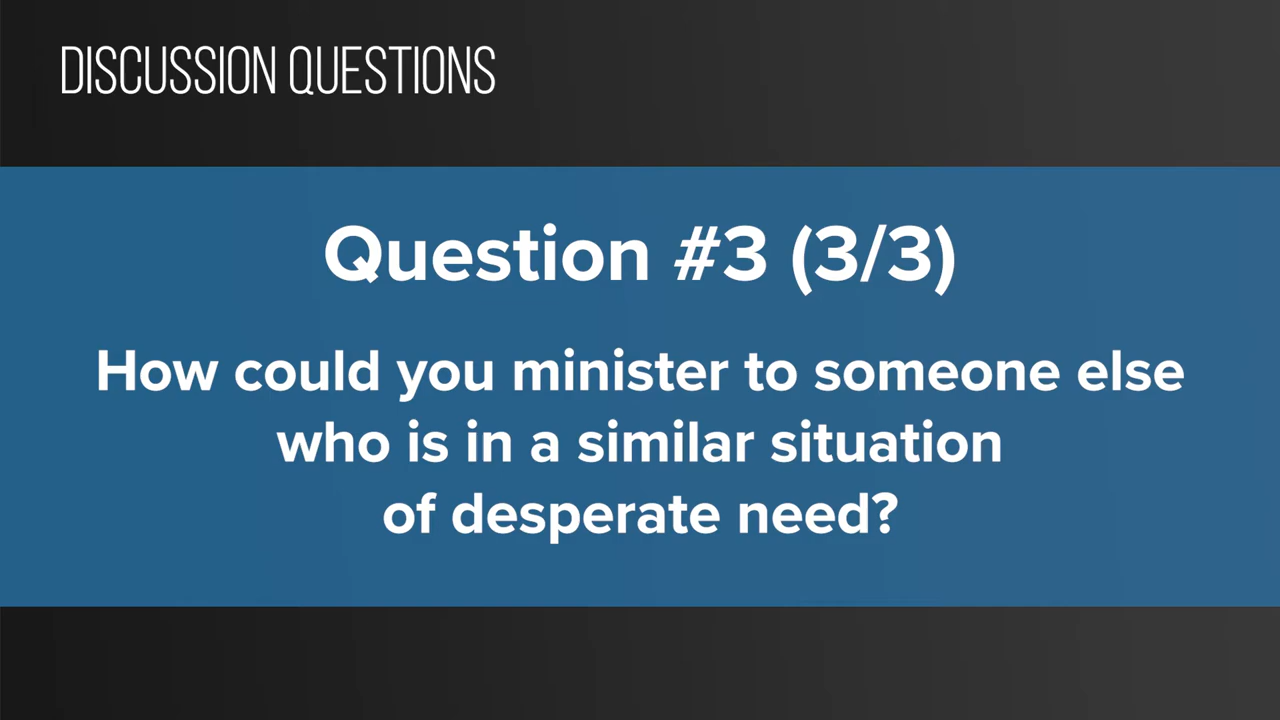 DISCUSSION QUESTIONS
Question #3 (3/3)
How could you minister to someone else
who is in a similar situation
of desperate need?